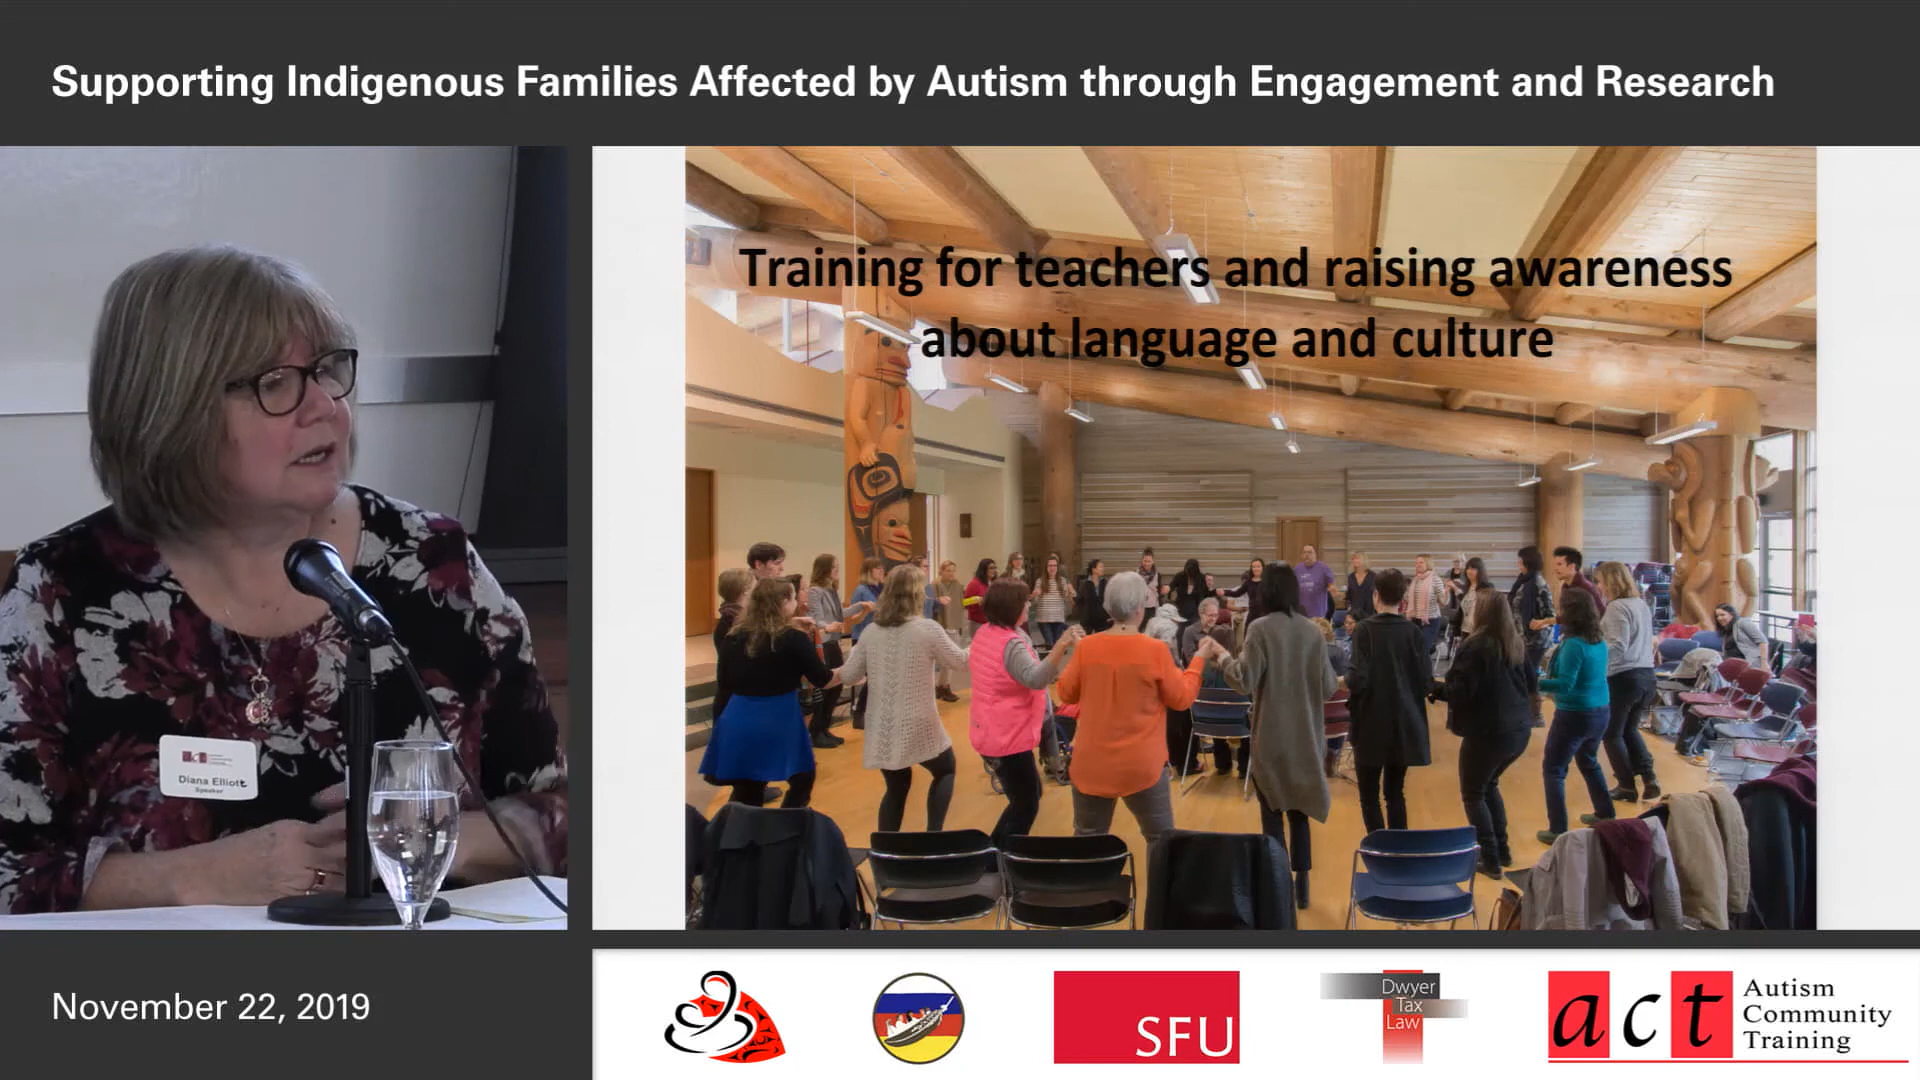 Supporting Indigenous Families Affected by Autism through Engagement and Research
Training for teachers and raising awareness
about language and culture
Diana Elliott
Speaker
November 22, 2019
SFU
Dwyer
Tax
Law
act
Autism
Community
Training